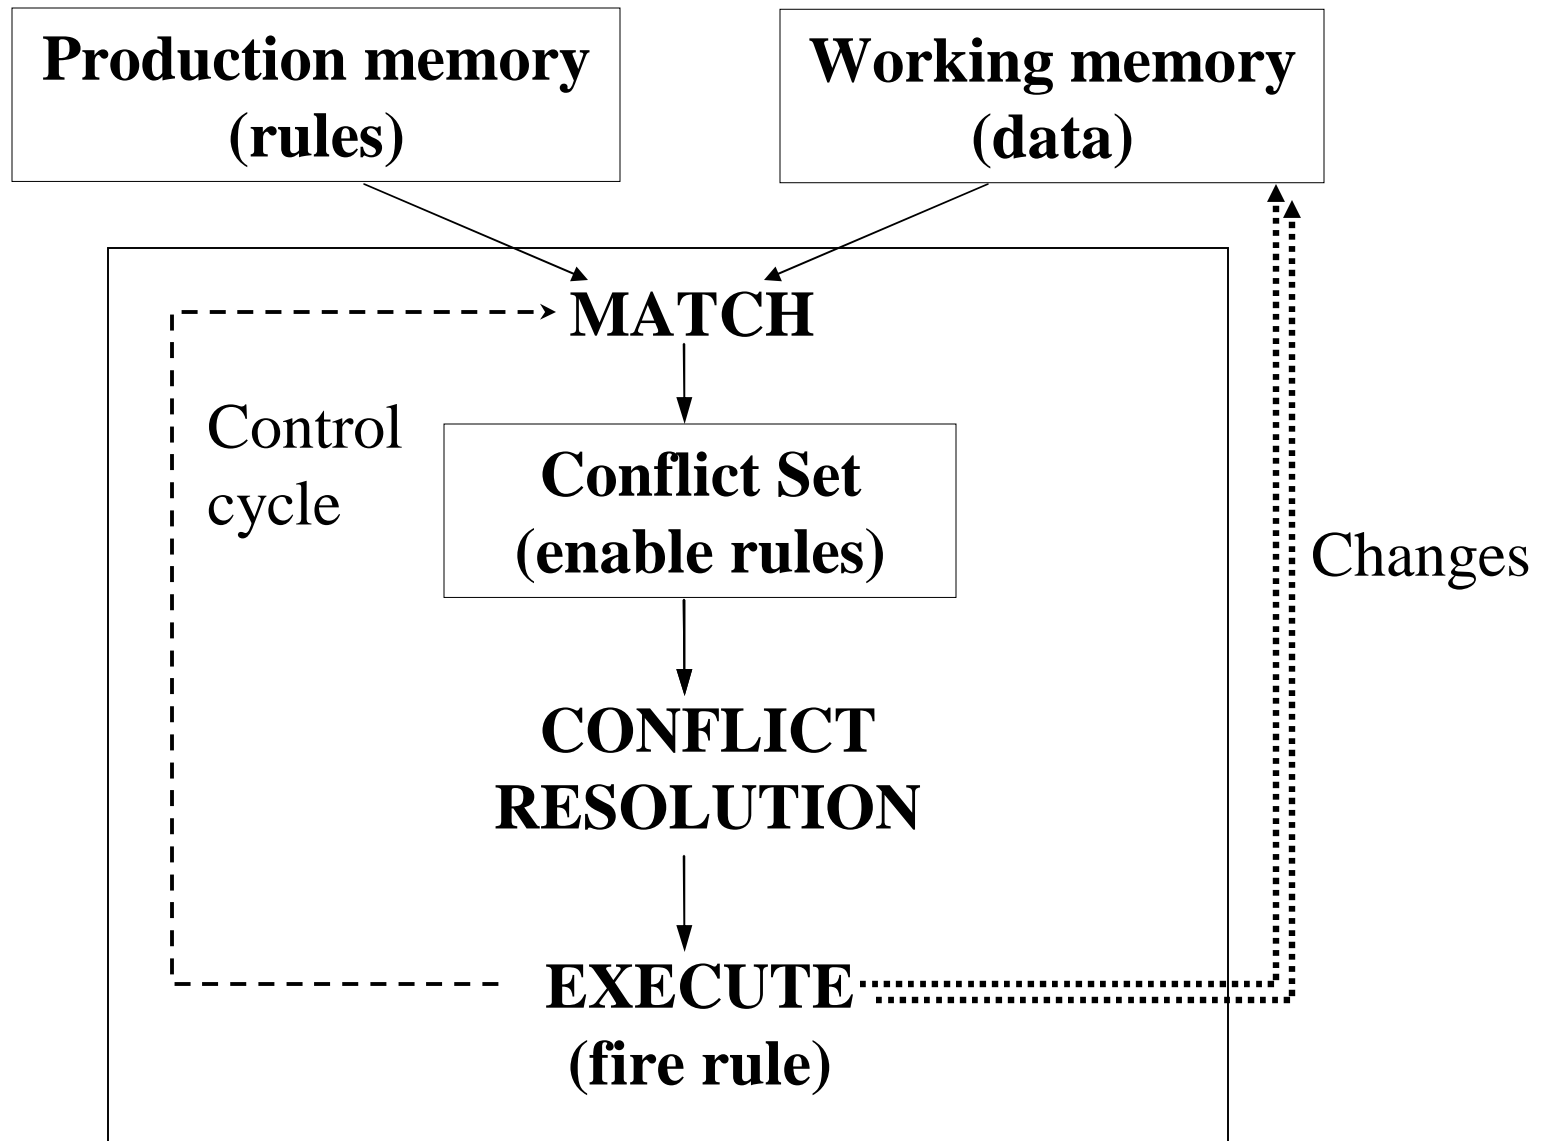 Production memory
(rules)
Working memory
(data)
MATCH
Control
cycle
Conflict Set
(enable rules)
Changes
CONFLICT
RESOLUTION
EXECUTE
(fire rule)